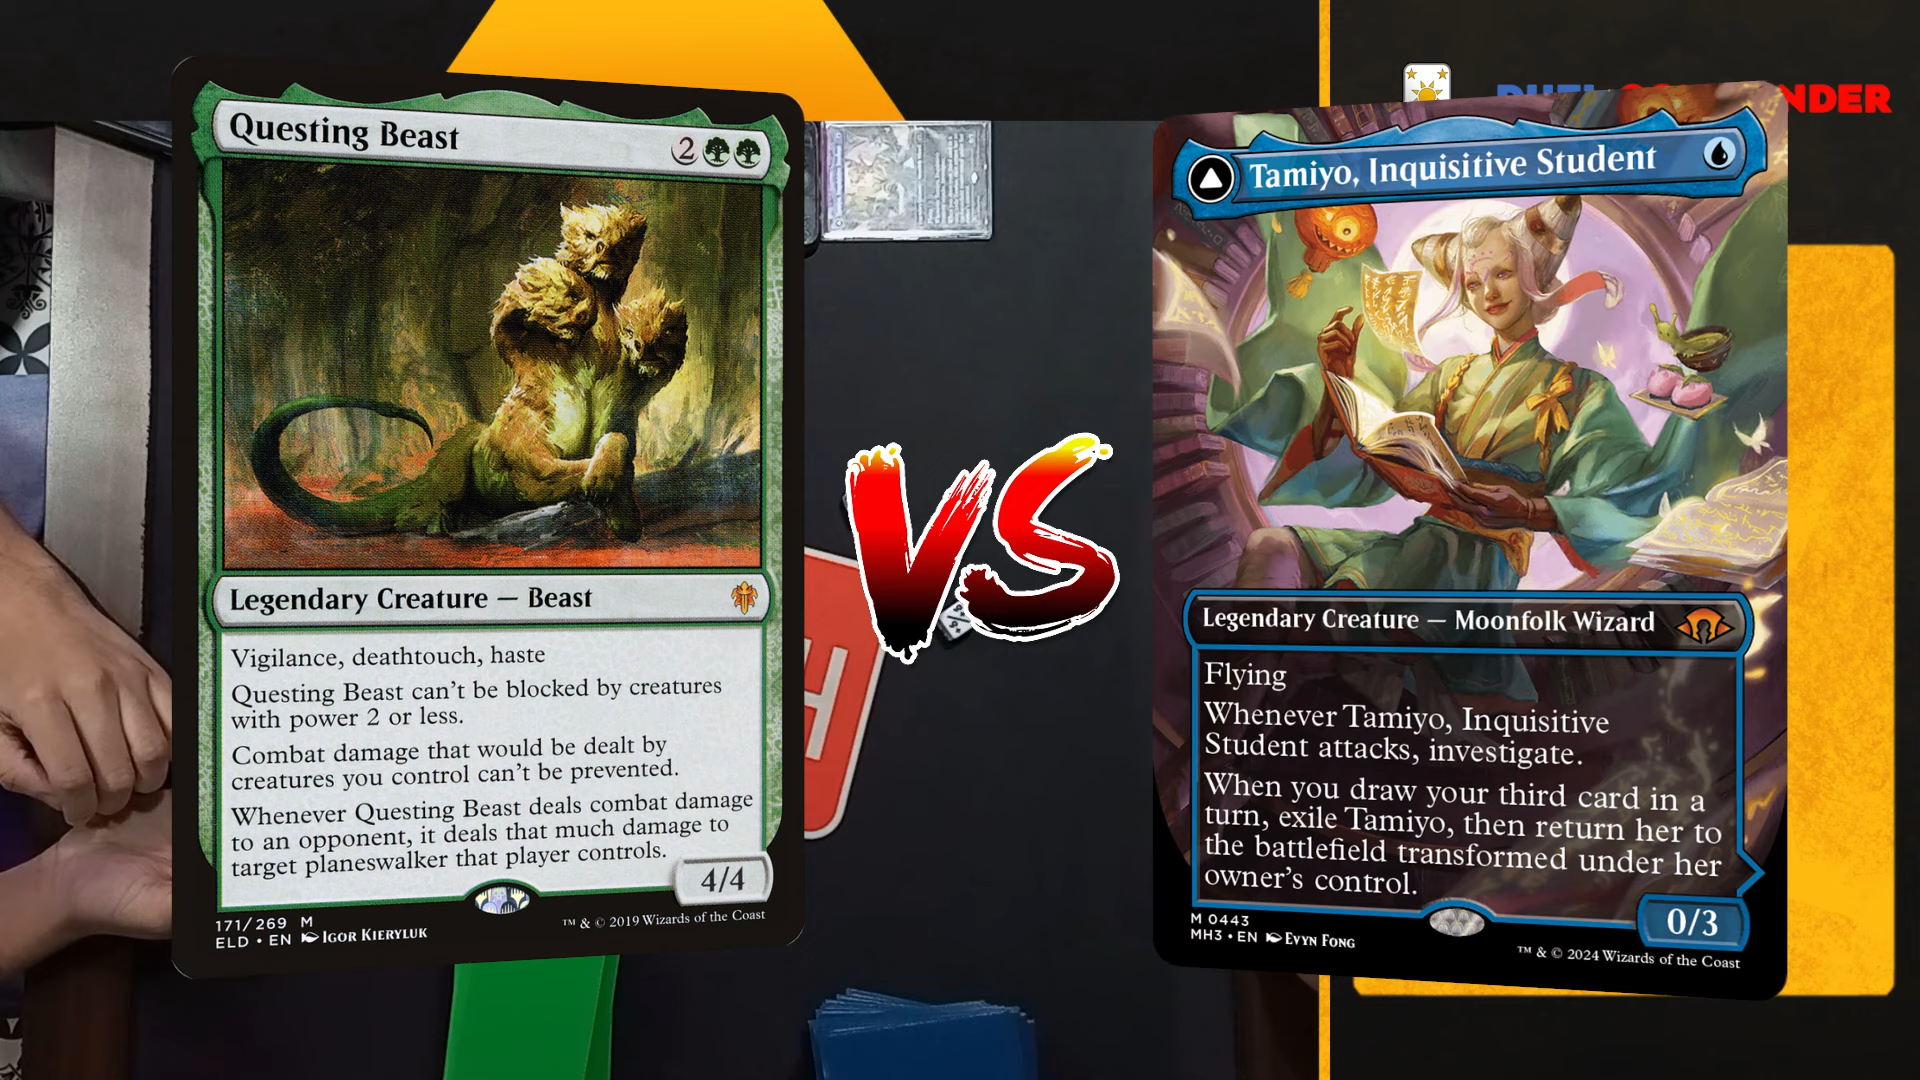 Questing Beast
2
Legendary Creature — Beast
Vigilance, deathtouch, haste
Questing Beast can't be blocked by creatures
with power 2 or less.
Combat damage that would be dealt by
creatures you control can't be prevented.
Whenever Questing Beast deals combat damage
to an opponent, it deals that much damage to
target planeswalker that player controls.
4/4
171/269 M
ELD • EN IGOR KIERYLUK
™ & © 2019 Wizards of the Coast
VS
NDER
Tamiyo, Inquisitive Student
Legendary Creature — Moonfolk Wizard
Flying
Whenever Tamiyo, Inquisitive
Student attacks, investigate.
When you draw your third card in a
turn, exile Tamiyo, then return her to
the battlefield transformed under her
owner's control.
0/3
M 0443
MH3 • EN EVYN FONG
™ & © 2024 Wizards of the Coast